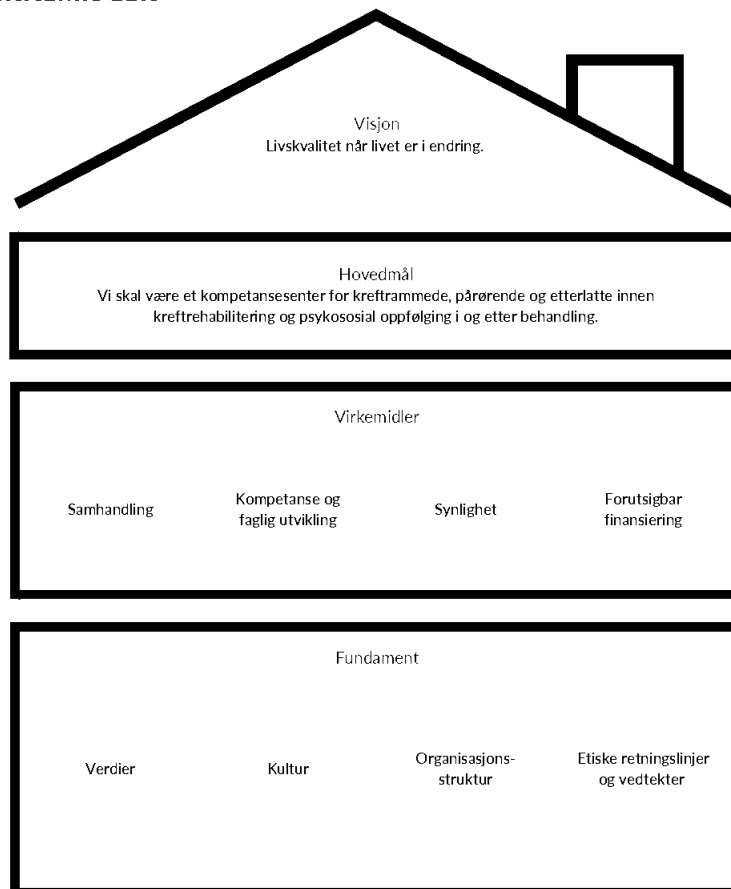 Visjon
Livskvalitet når livet er i endring.
Hovedmål
Vi skal være et kompetansesenter for kreftrammede, pårørende og etterlatte innen
kreftrehabilitering og psykososial oppfølging i og etter behandling.
Virkemidler
Samhandling
Kompetanse og
faglig utvikling
Synlighet
Forutsigbar
finansiering
Fundament
Verdier
Kultur
Organisasjons-
struktur
Etiske retningslinjer
og vedtekter